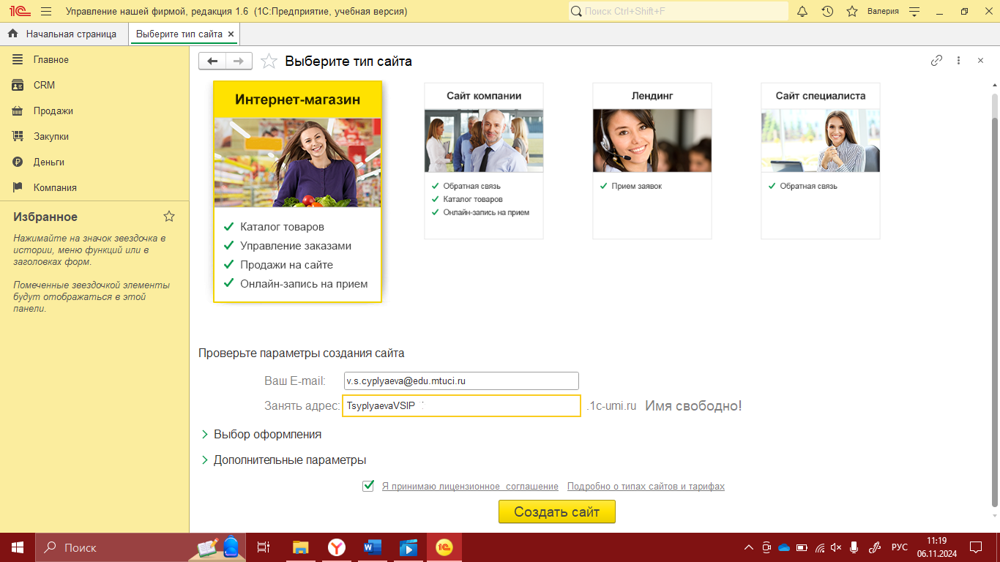 1С Управление нашей фирмой, редакция 1.6 (1С:Предприятие, учебная версия) Поиск Ctrl+Shift+F Валерия
Начальная страница Выберите тип сайта ×
Главное
CRM
Продажи
Закупки
Деньги
Компания
Избранное
Нажимайте на значок звездочка в
истории, меню функций или в
заголовках форм.
Помеченные звездочкой элементы
будут отображаться в этой
панели.
Выберите тип сайта
Интернет-магазин
Каталог товаров
Управление заказами
Продажи на сайте
Онлайн-запись на прием
Сайт компании
Обратная связь
Каталог товаров
Онлайн-запись на прием
Лендинг
Прием заявок
Сайт специалиста
Обратная связь
Проверьте параметры создания сайта
Ваш E-mail: v.s.cyplyaeva@edu.mtuci.ru
Занять адрес: TsyplyaevaVSIP .1c-umi.ru Имя свободно!
Выбор оформления
Дополнительные параметры
Я принимаю лицензионное соглашение Подробно о типах сайтов и тарифах
Создать сайт
Поиск РУС 11:19
06.11.2024